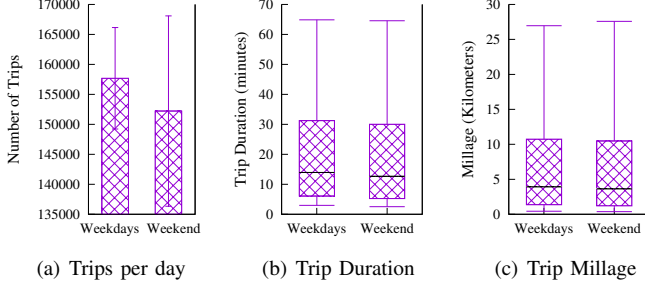 Number of Trips
170000
165000
160000
155000
150000
145000
140000
135000
Weekdays Weekend
(a) Trips per day
Trip Duration (minutes)
70
60
50
40
30
20
10
0
Weekdays Weekend
(b) Trip Duration
Millage (Kilometers)
30
25
20
15
10
5
0
Weekdays Weekend
(c) Trip Millage